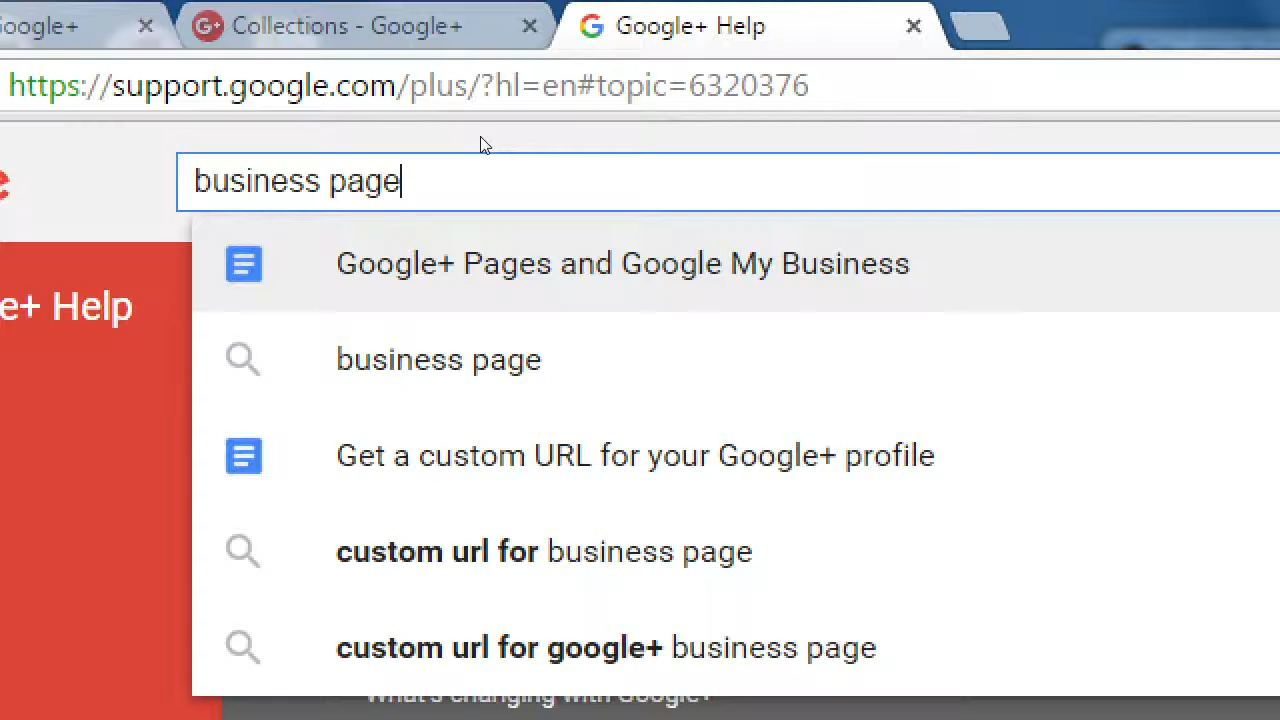 oogle+
Collections - Google+
Google+ Help
https://support.google.com/plus/?hl=en#topic=6320376
business page
e+ Help
Google+ Pages and Google My Business
business page
Get a custom URL for your Google+ profile
custom url for business page
custom url for google+ business page
What's changing with Google+